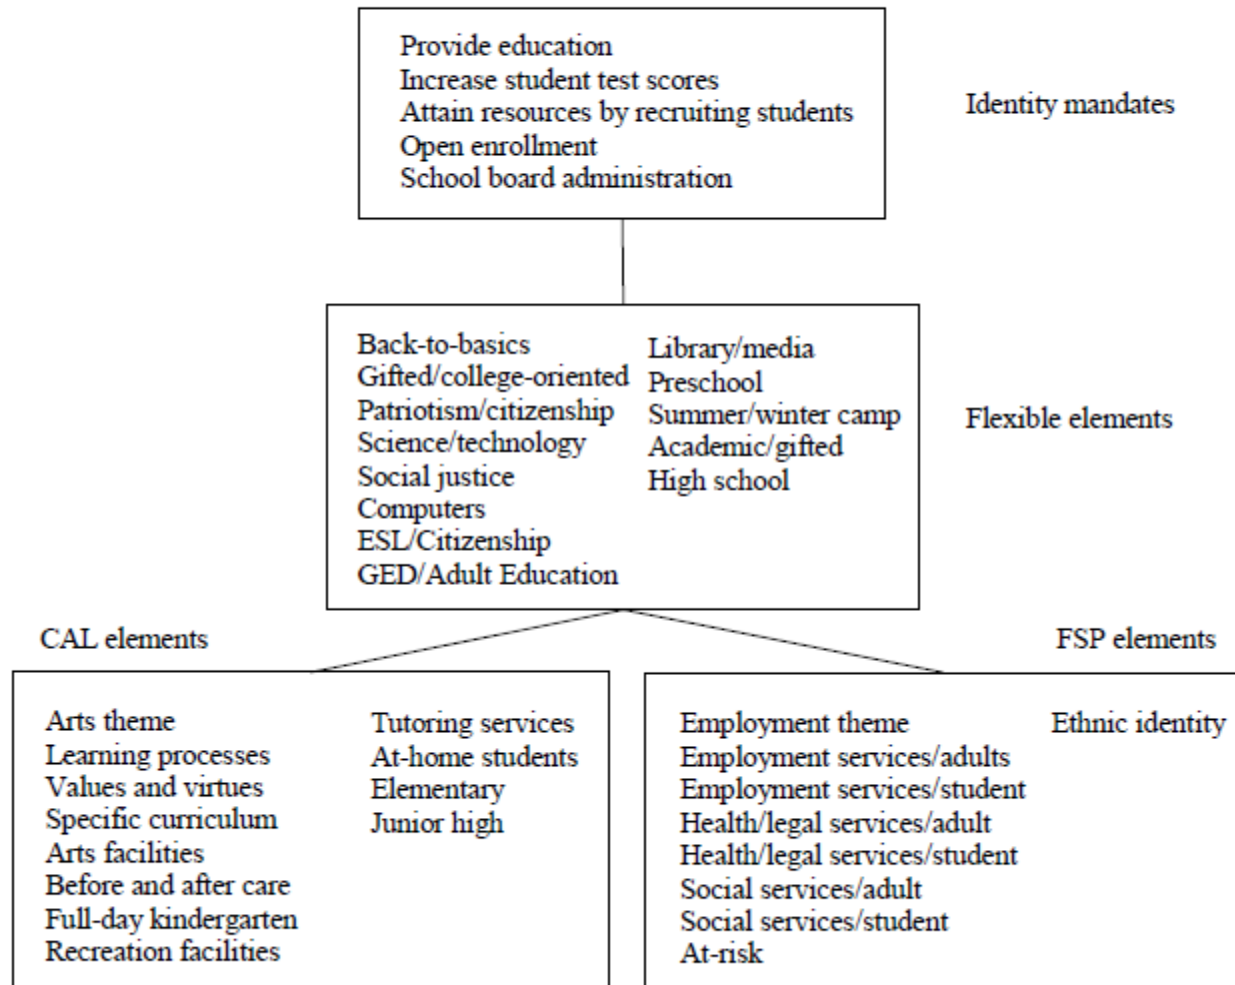 Provide education
Increase student test scores
Attain resources by recruiting students
Open enrollment
School board administration
Identity mandates
Back-to-basics
Gifted/college-oriented
Patriotism/citizenship
Science/technology
Social justice
Computers
ESL/Citizenship
GED/Adult Education
Library/media
Preschool
Summer/winter camp
Academic/gifted
High school
Flexible elements
CAL elements
Arts theme
Learning processes
Values and virtues
Specific curriculum
Arts facilities
Before and after care
Full-day kindergarten
Recreation facilities
Tutoring services
At-home students
Elementary
Junior high
FSP elements
Employment theme
Employment services/adults
Employment services/student
Health/legal services/adult
Health/legal services/student
Social services/adult
Social services/student
At-risk
Ethnic identity